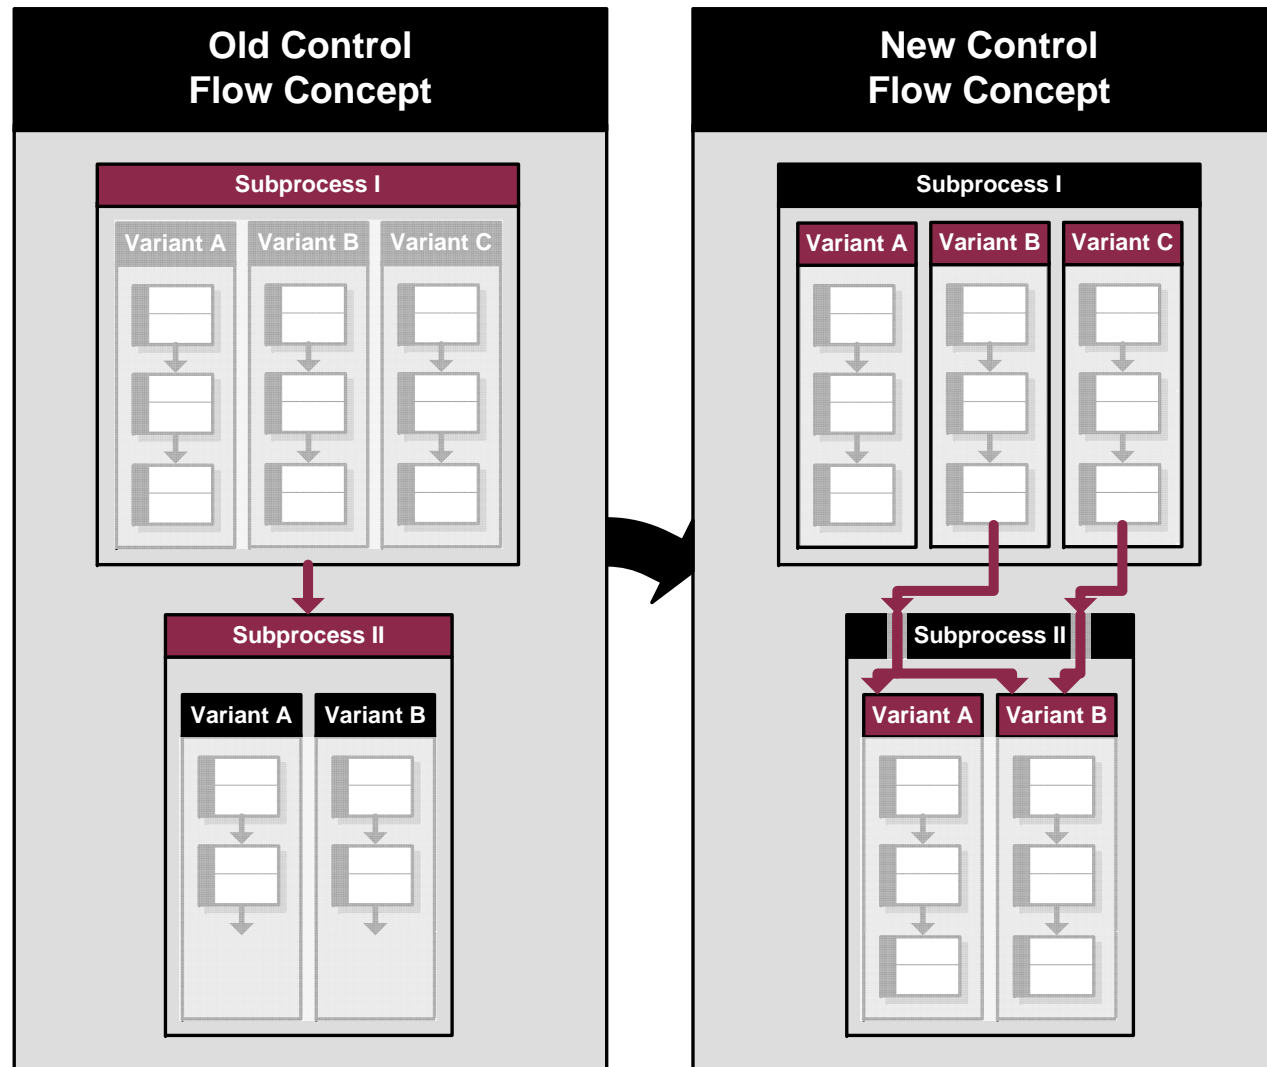 Old Control
Flow Concept
Subprocess I
Variant A
Variant B
Variant C
Subprocess II
Variant A
Variant B
New Control
Flow Concept
Subprocess I
Variant A
Variant B
Variant C
Subprocess II
Variant A
Variant B